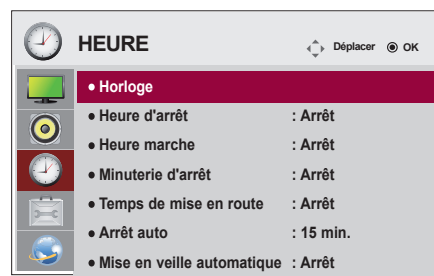 HEURE Déplacer OK
• Horloge
• Heure d'arrêt : Arrêt
• Heure marche : Arrêt
• Minuterie d'arrêt : Arrêt
• Temps de mise en route : Arrêt
• Arrêt auto : 15 min.
• Mise en veille automatique : Arrêt